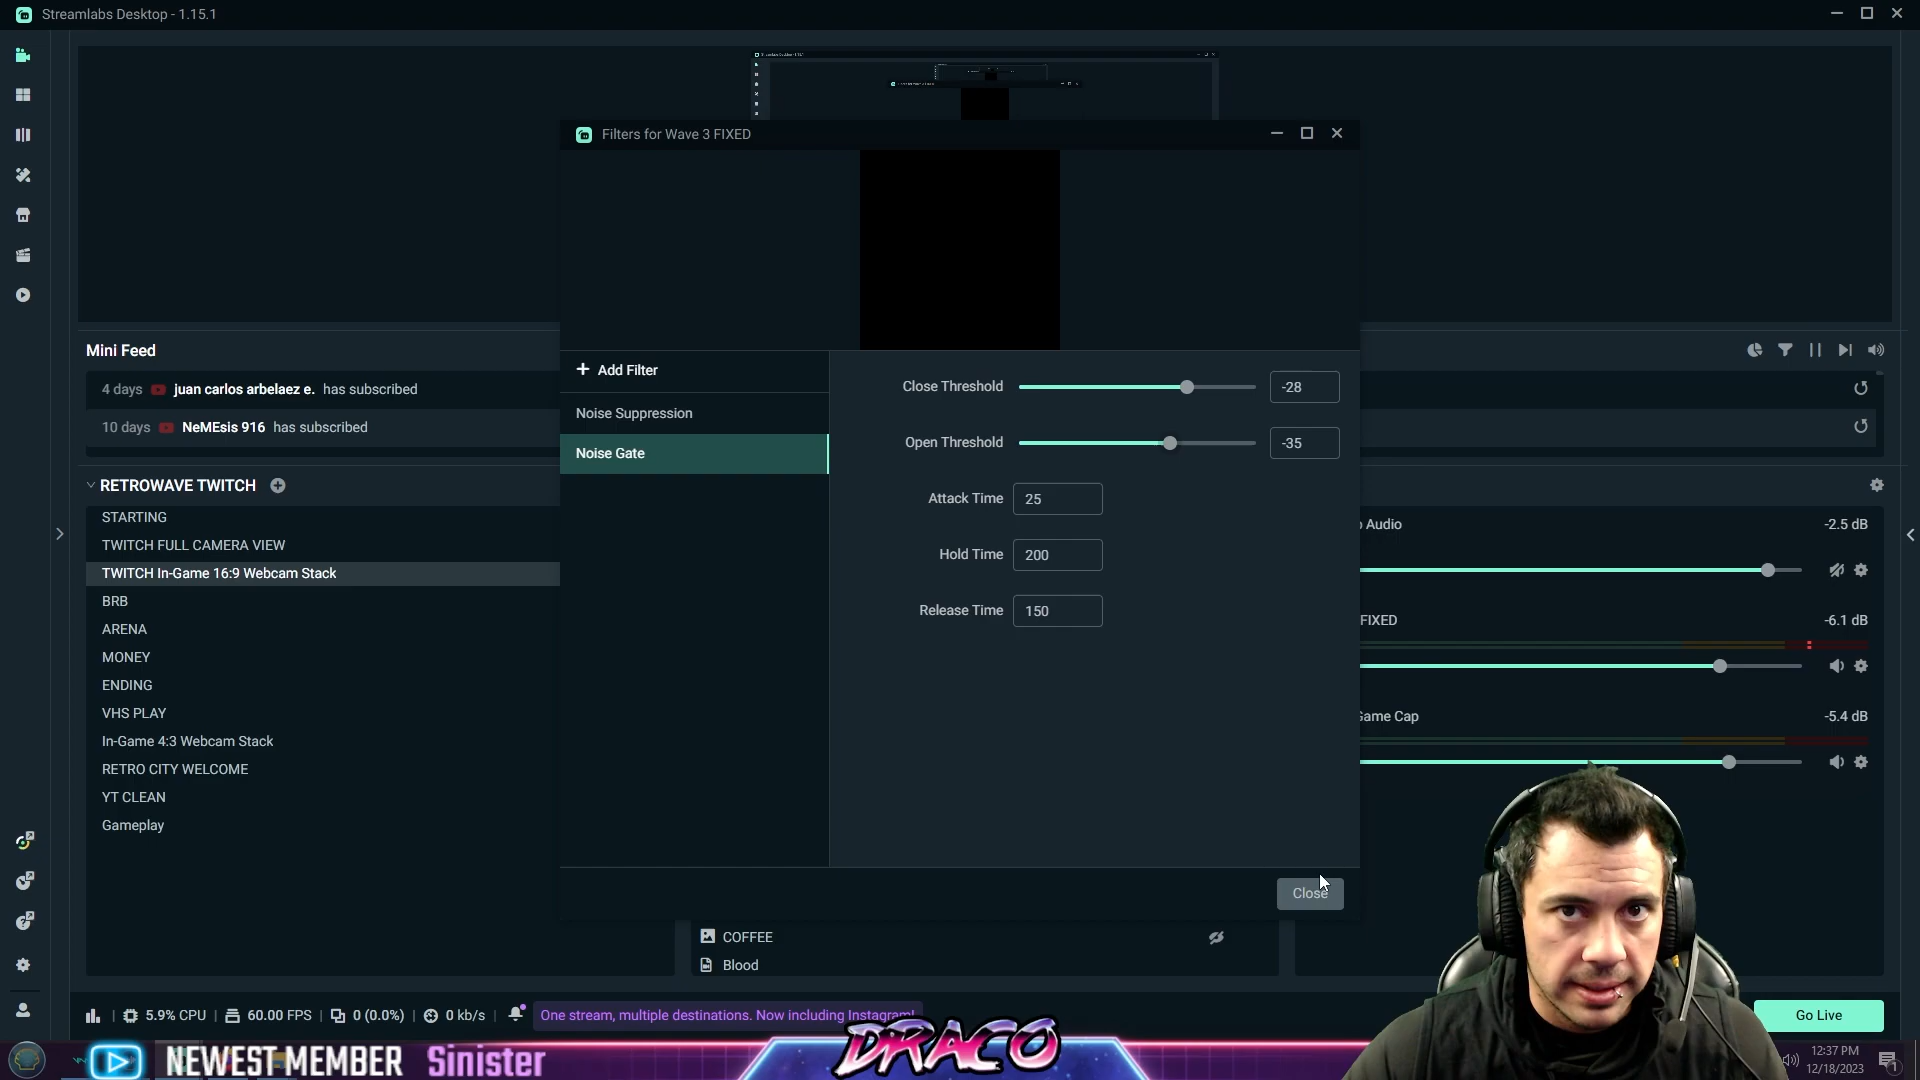 Streamlabs Desktop - 1.15.1
Filters for Wave 3 FIXED
Mini Feed
4 days juan carlos arbelaez e. has subscribed
10 days NeMEsis 916 has subscribed
RETROWAVE TWITCH
STARTING
TWITCH FULL CAMERA VIEW
TWITCH In-Game 16:9 Webcam Stack
BRB
ARENA
MONEY
ENDING
VHS PLAY
In-Game 4:3 Webcam Stack
RETRO CITY WELCOME
YT CLEAN
Gameplay
+ Add Filter
Noise Suppression
Noise Gate
Close Threshold -28
Open Threshold -35
Attack Time 25
Hold Time 200
Release Time 150
Close
Audio -2.5 dB
FIXED -6.1 dB
Game Cap -5.4 dB
COFFEE
Blood
5.9% CPU 60.00 FPS 0 (0.0%) 0 kb/s One stream, multiple destinations. Now including Instagram!
Go Live
NEWEST MEMBER Sinister
DRACO
12:37 PM
12/18/2023
1